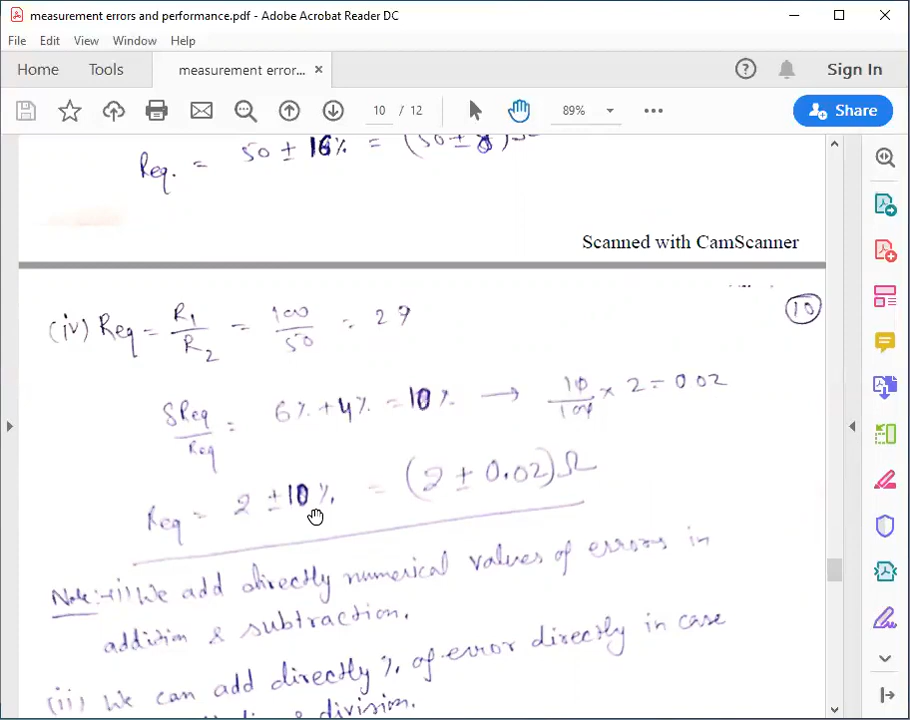 measurement errors and performance.pdf - Adobe Acrobat Reader DC
File Edit View Window Help
Home Tools measurement error... ×
Sign In
10 / 12 89% Share
Req. = 50 ± 16% = (50 ± 8)
Scanned with CamScanner
10
(iv) Req = R1/R2 = 100/50 = 2
δReq/Req = 6% + 4% = 10% → 10/100 × 2 = 0.02
Req = 2 ± 10% = (2 ± 0.02)Ω
Note:-(i) We add directly numerical values of errors in
addition & subtraction.
(ii) We can add directly % of error directly in case
& division.